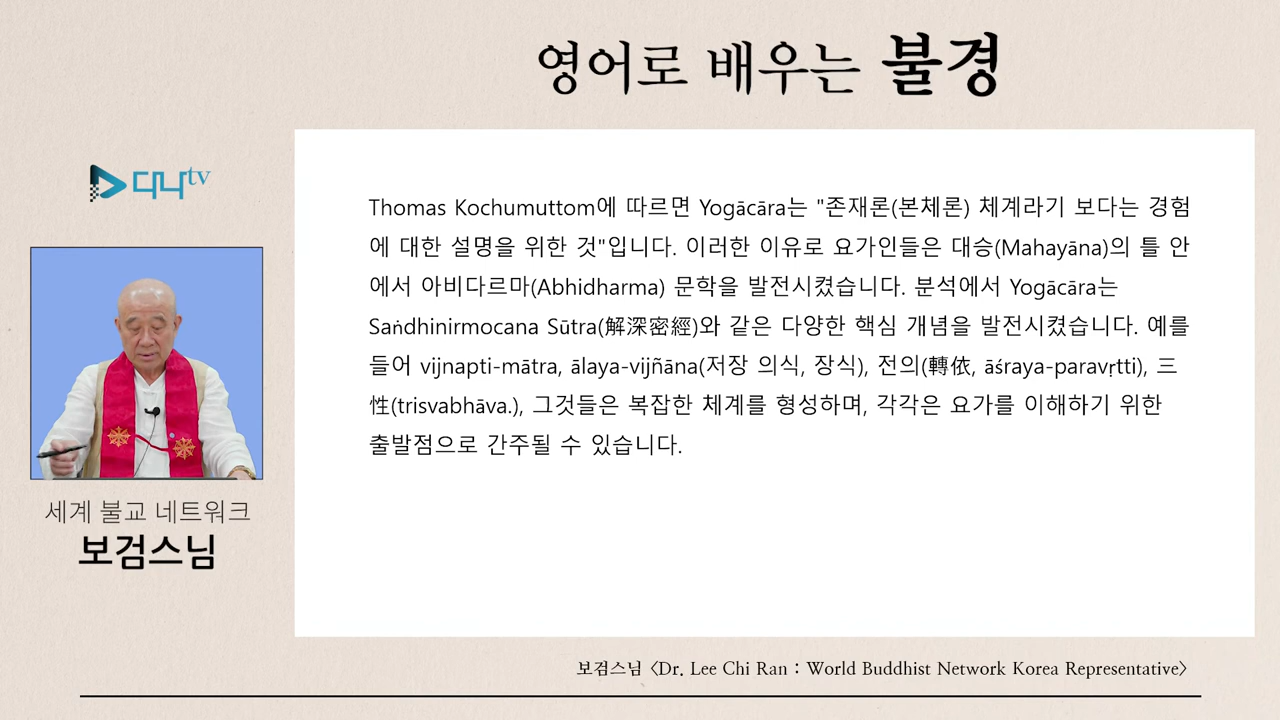 영어로 배우는 불경
디나tv
Thomas Kochumuttom에 따르면 Yogācāra는 "존재론(본체론) 체계라기 보다는 경험
에 대한 설명을 위한 것"입니다. 이러한 이유로 요가인들은 대승(Mahayāna)의 틀 안
에서 아비다르마(Abhidharma) 문학을 발전시켰습니다. 분석에서 Yogācāra는
Saṅdhinirmocana Sūtra(解深密經)와 같은 다양한 핵심 개념을 발전시켰습니다. 예를
들어 vijnapti-mātra, ālaya-vijñāna(저장 의식, 장식), 전의(轉依, āśraya-paravṛtti), 三
性(trisvabhāva.), 그것들은 복잡한 체계를 형성하며, 각각은 요가를 이해하기 위한
출발점으로 간주될 수 있습니다.
세계 불교 네트워크
보검스님
보검스님 〈Dr. Lee Chi Ran : World Buddhist Network Korea Representative〉